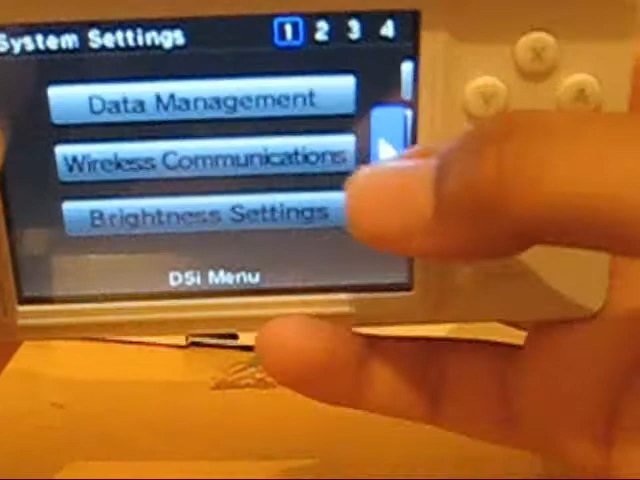 System Settings 1 2 3 4
Data Management
Wireless Communications
Brightness Settings
DSi Menu
X
Y
A